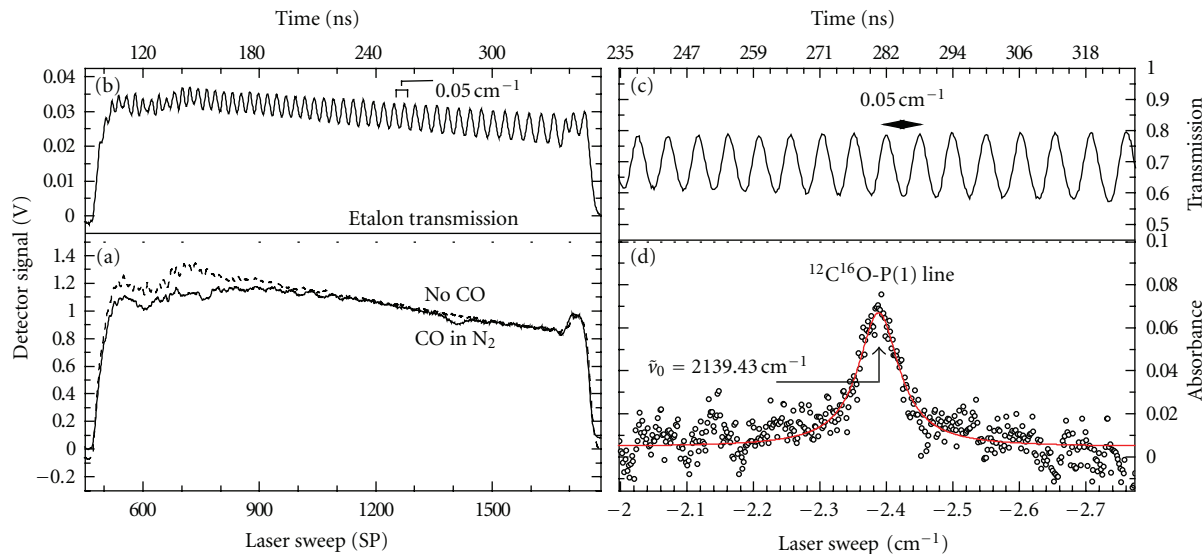 Time (ns)
120 180 240 300
0.04
0.03
0.02
0.01
0
(b)
0.05 cm⁻¹
Etalon transmission
Detector signal (V)
1.4
1.2
1
0.8
0.6
0.4
0.2
0
−0.2
(a)
No CO
CO in N₂
600 900 1200 1500
Laser sweep (SP)
Time (ns)
235 247 259 271 282 294 306 318
(c)
0.05 cm⁻¹
1
0.9
0.8
0.7
0.6
0.5
Transmission
(d)
¹²C¹⁶O-P(1) line
ν̃₀ = 2139.43 cm⁻¹
0.1
0.08
0.06
0.04
0.02
0
Absorbance
−2 −2.1 −2.2 −2.3 −2.4 −2.5 −2.6 −2.7
Laser sweep (cm⁻¹)